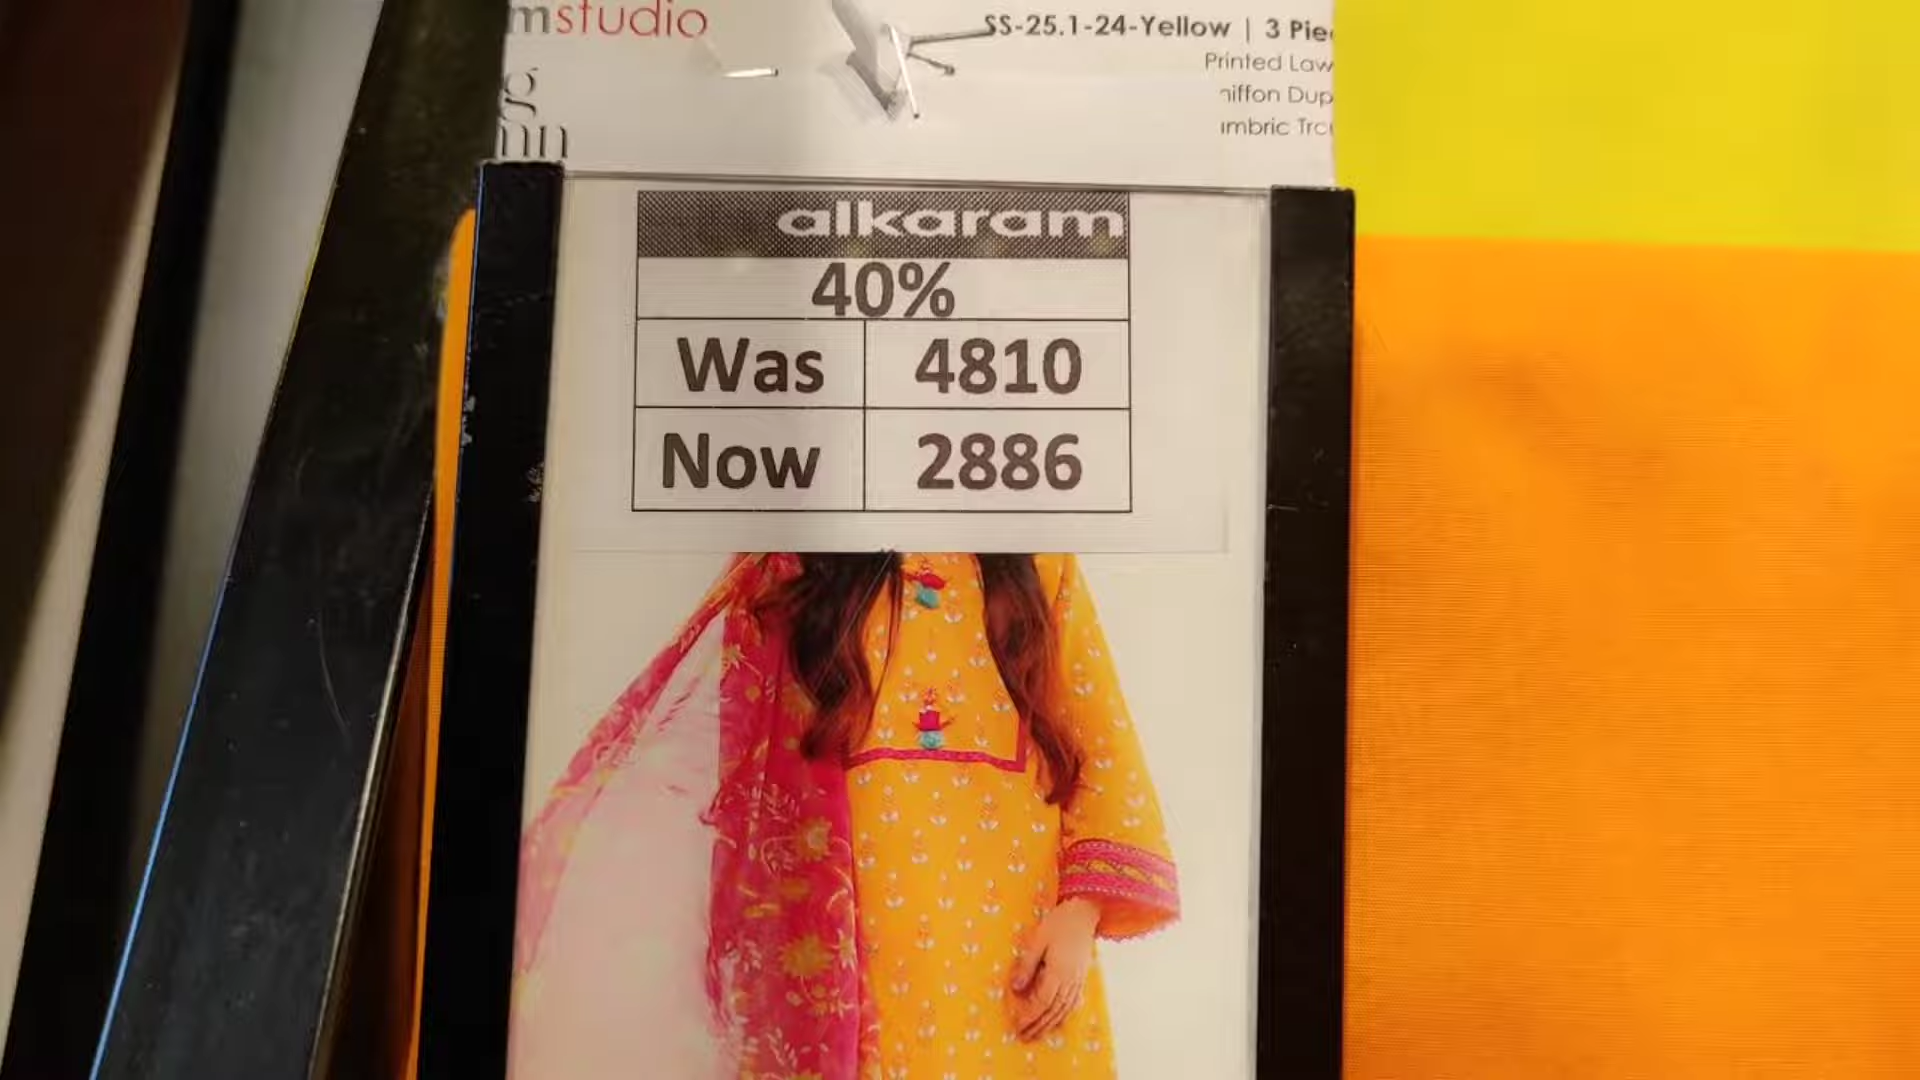 mstudio
SS-25.1-24-Yellow | 3 Pie
Printed Law
iffon Dup
g
mbric Tro
nn
alkaram
40%
Was 4810
Now 2886